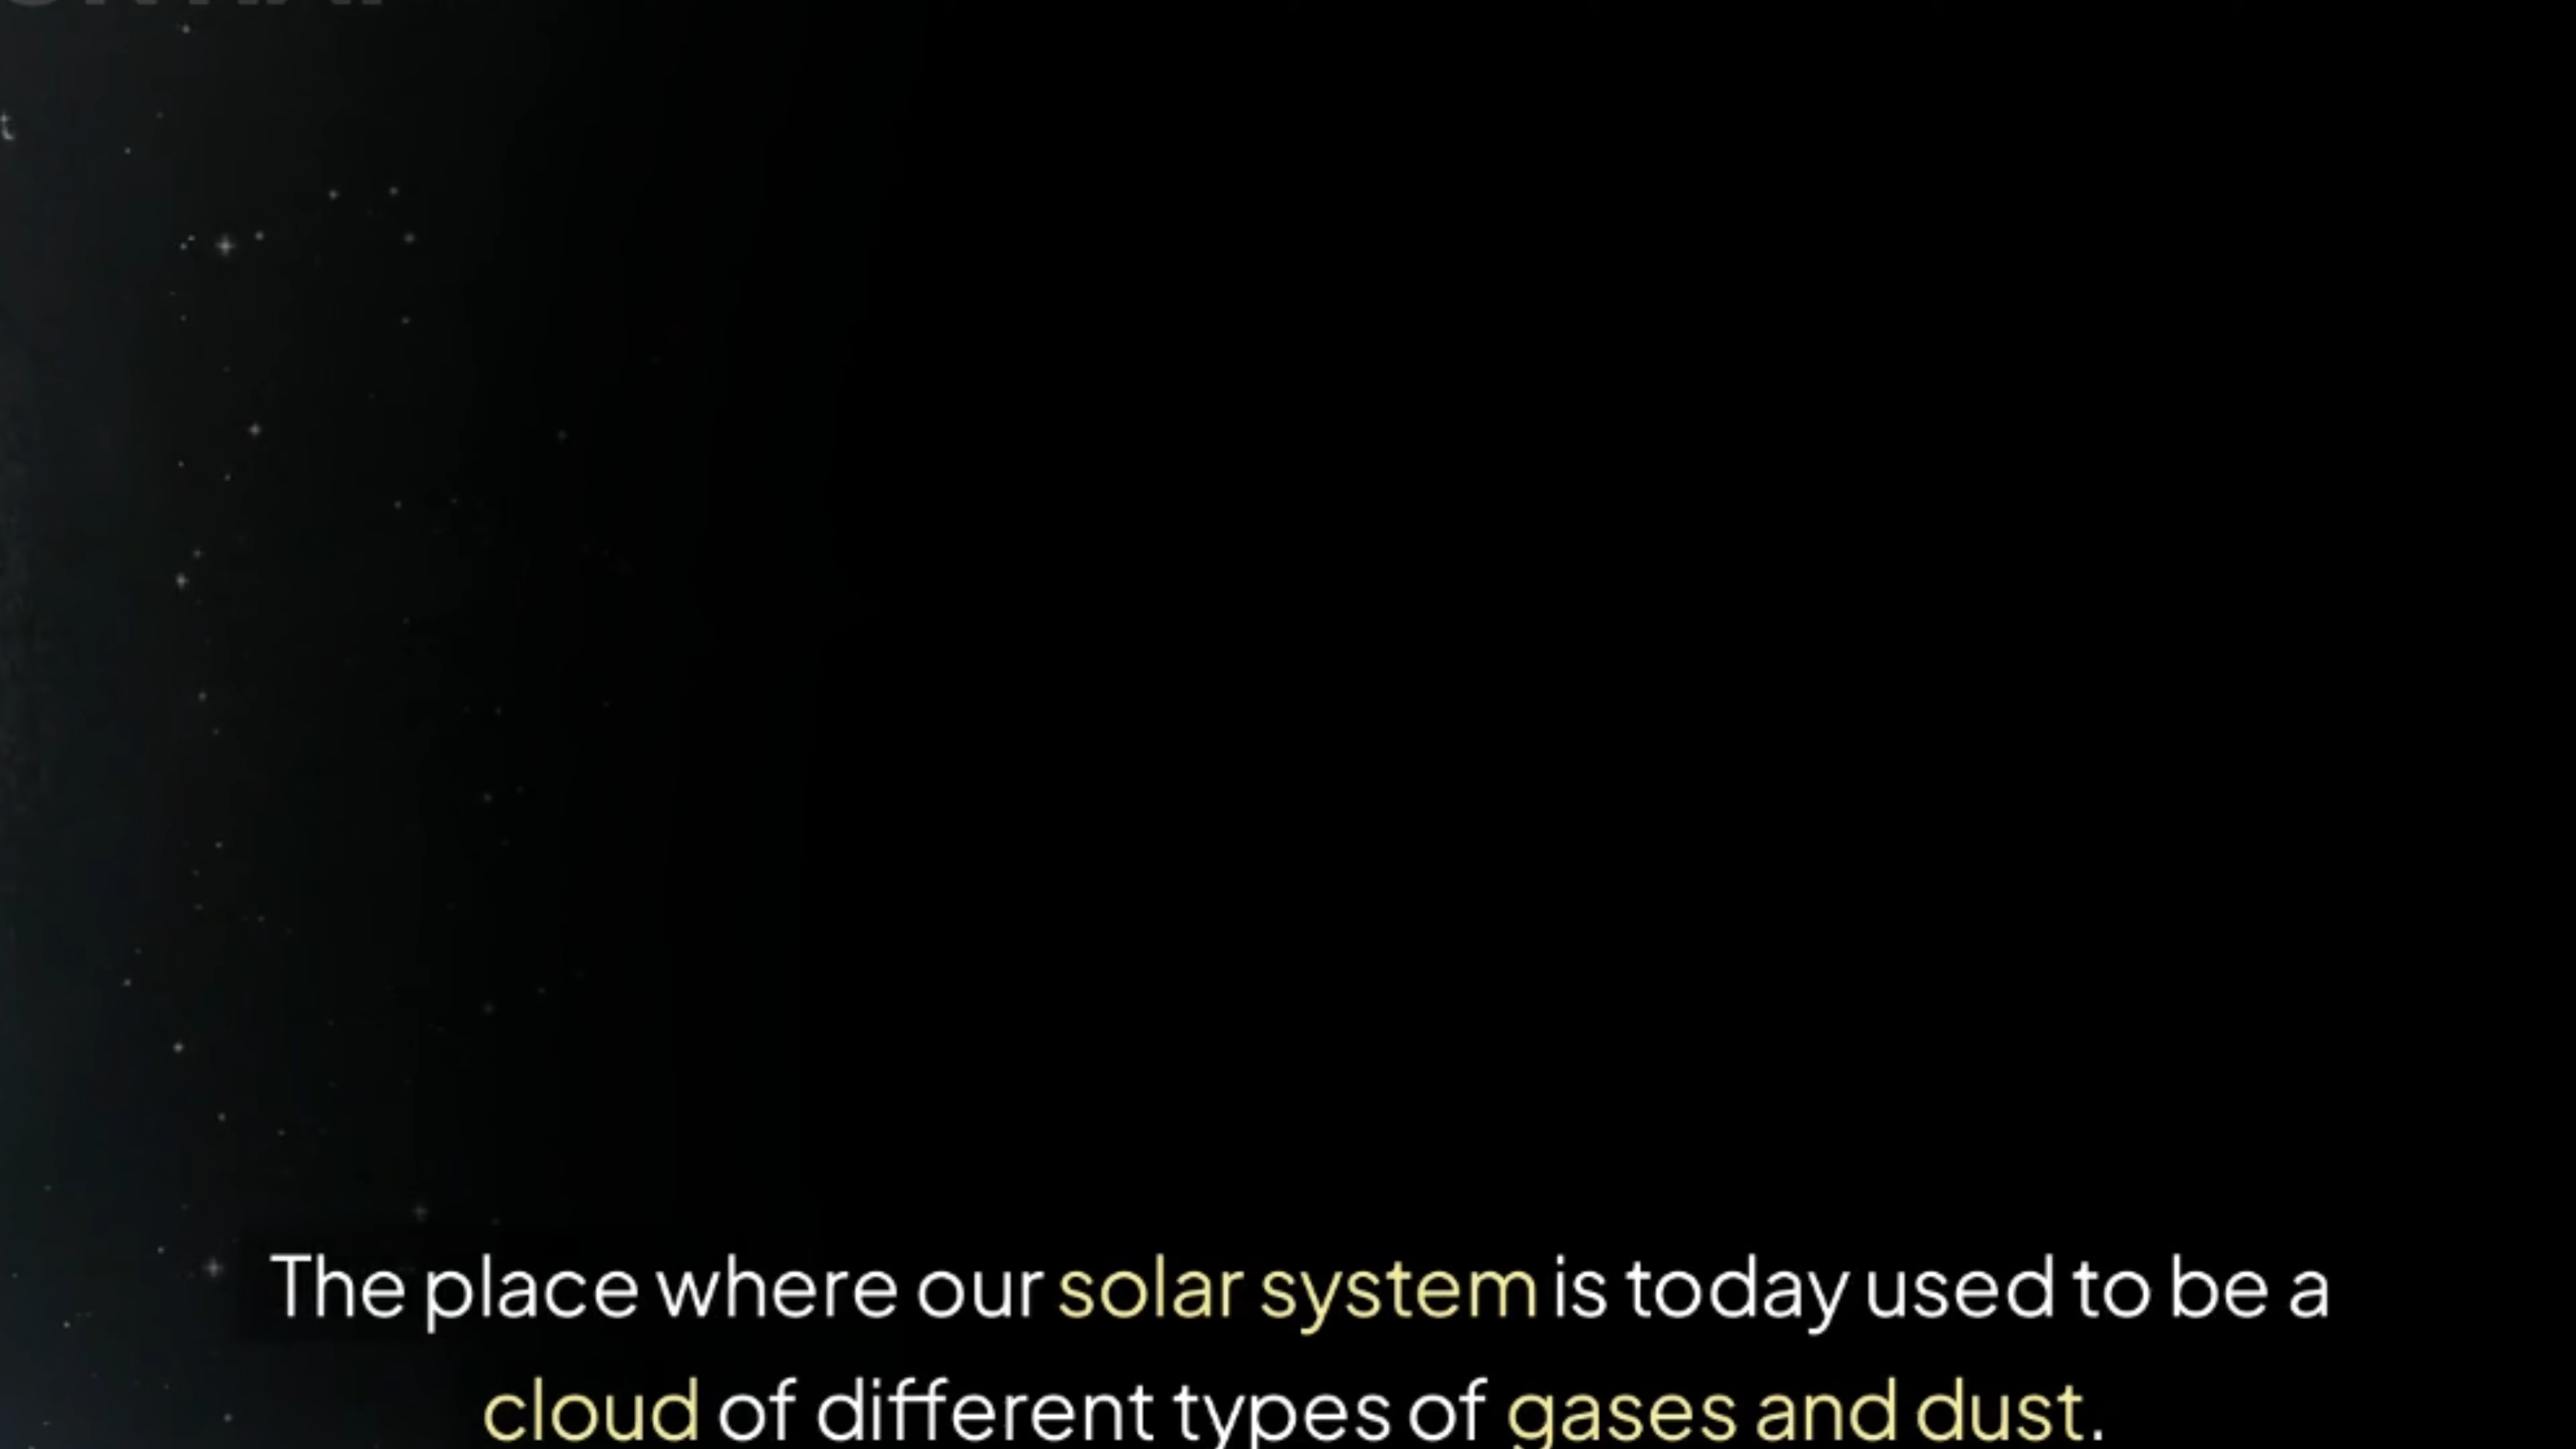 The place where our solar system is today used to be a
cloud of different types of gases and dust.